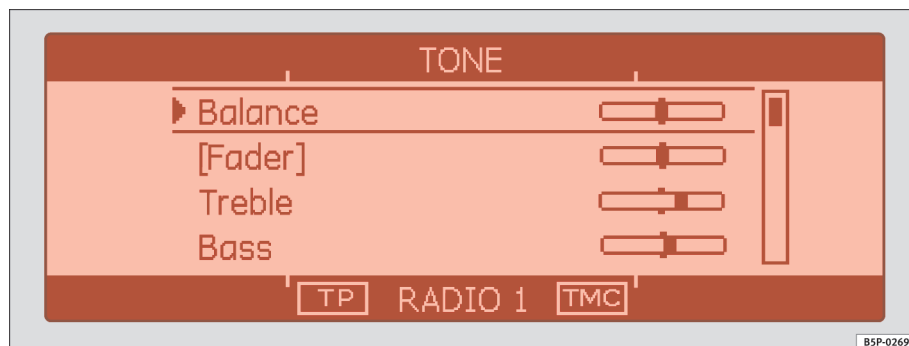 TONE
Balance
[Fader]
Treble
Bass
TP RADIO 1 TMC
B5P-0269